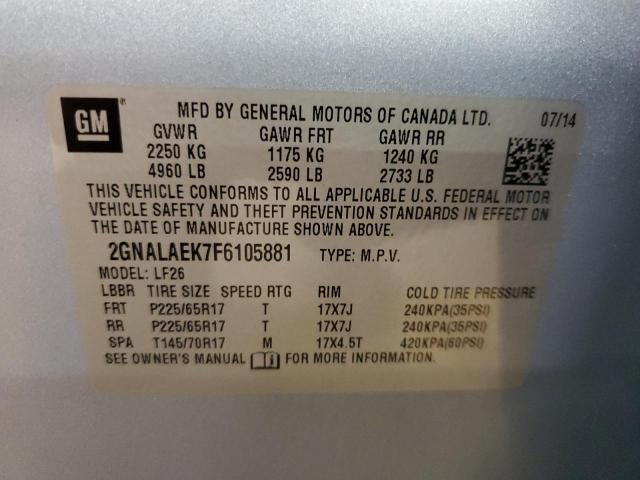 GM ®
MFD BY GENERAL MOTORS OF CANADA LTD. 07/14
GVWR GAWR FRT GAWR RR
2250 KG 1175 KG 1240 KG
4960 LB 2590 LB 2733 LB
THIS VEHICLE CONFORMS TO ALL APPLICABLE U.S. FEDERAL MOTOR
VEHICLE SAFETY AND THEFT PREVENTION STANDARDS IN EFFECT ON
THE DATE OF MANUFACTURE SHOWN ABOVE.
2GNALAEK7F6105881 TYPE: M.P.V.
MODEL: LF26
LBBR TIRE SIZE SPEED RTG RIM COLD TIRE PRESSURE
FRT P225/65R17 T 17X7J 240KPA(35PSI)
RR P225/65R17 T 17X7J 240KPA(35PSI)
SPA T145/70R17 M 17X4.5T 420KPA(60PSI)
SEE OWNER'S MANUAL FOR MORE INFORMATION.